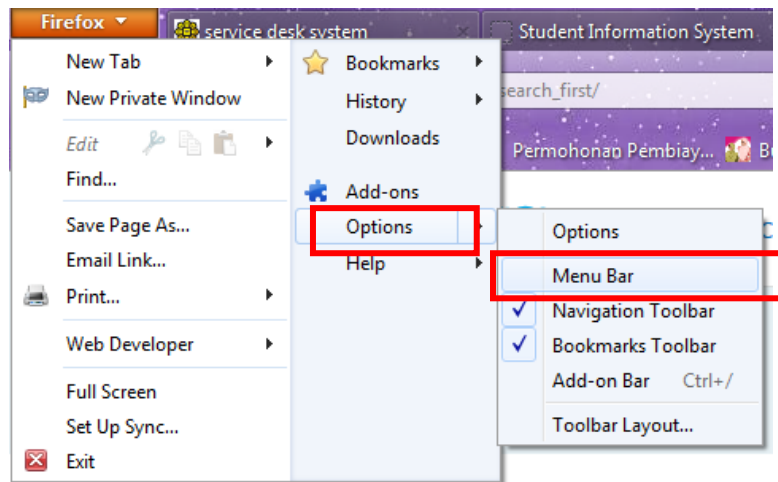 Firefox
service desk system
Student Information System
New Tab
New Private Window
Edit
Find...
Save Page As...
Email Link...
Print...
Web Developer
Full Screen
Set Up Sync...
Exit
Bookmarks
History
Downloads
Add-ons
Options
Help
earch_first/
Permohonan Pembiay...
Options
Menu Bar
Navigation Toolbar
Bookmarks Toolbar
Add-on Bar Ctrl+/
Toolbar Layout...